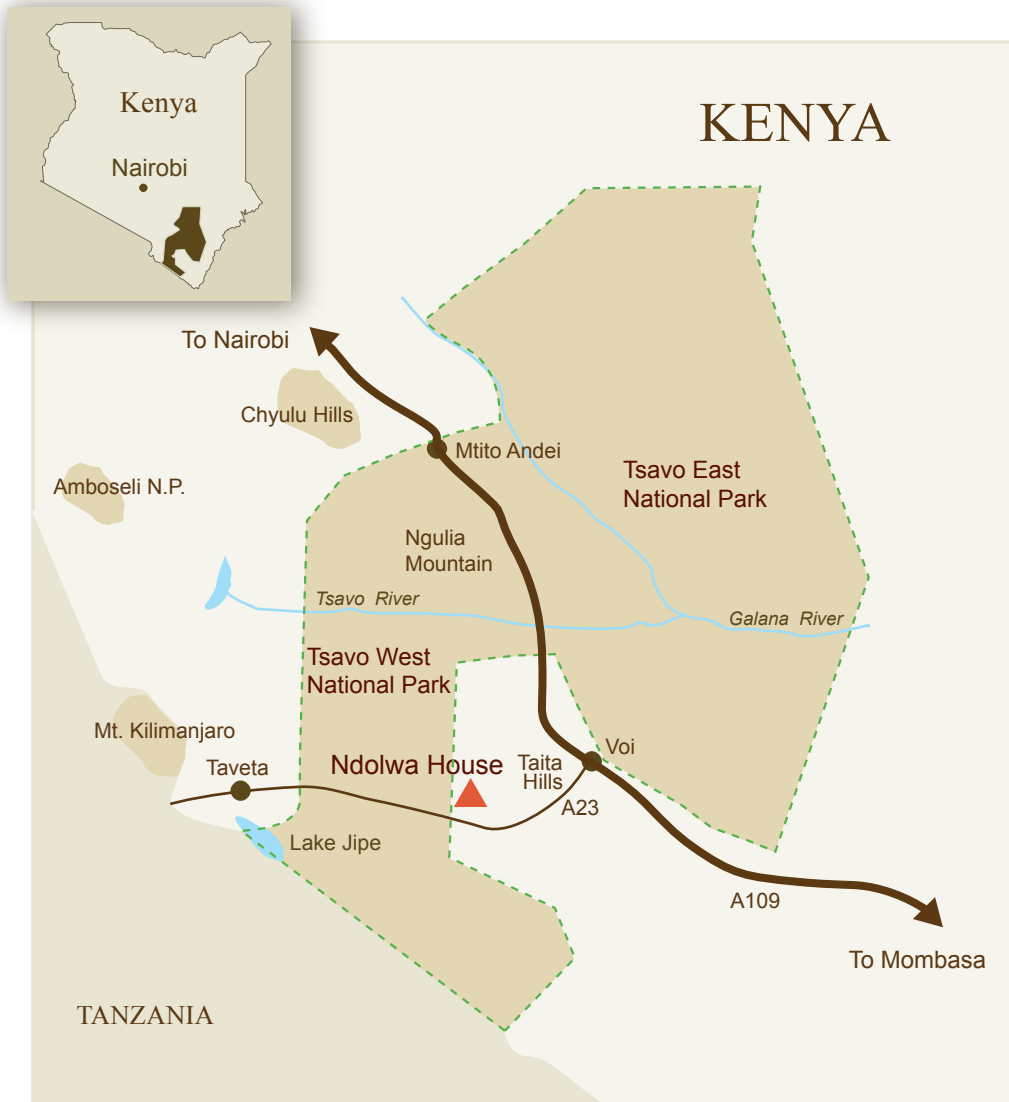 Kenya
Nairobi
KENYA
To Nairobi
Chyulu Hills
Mtito Andei
Amboseli N.P.
Tsavo East
National Park
Ngulia
Mountain
Tsavo River
Galana River
Tsavo West
National Park
Mt. Kilimanjaro
Taveta
Ndolwa House
Taita
Hills
Voi
A23
Lake Jipe
A109
To Mombasa
TANZANIA